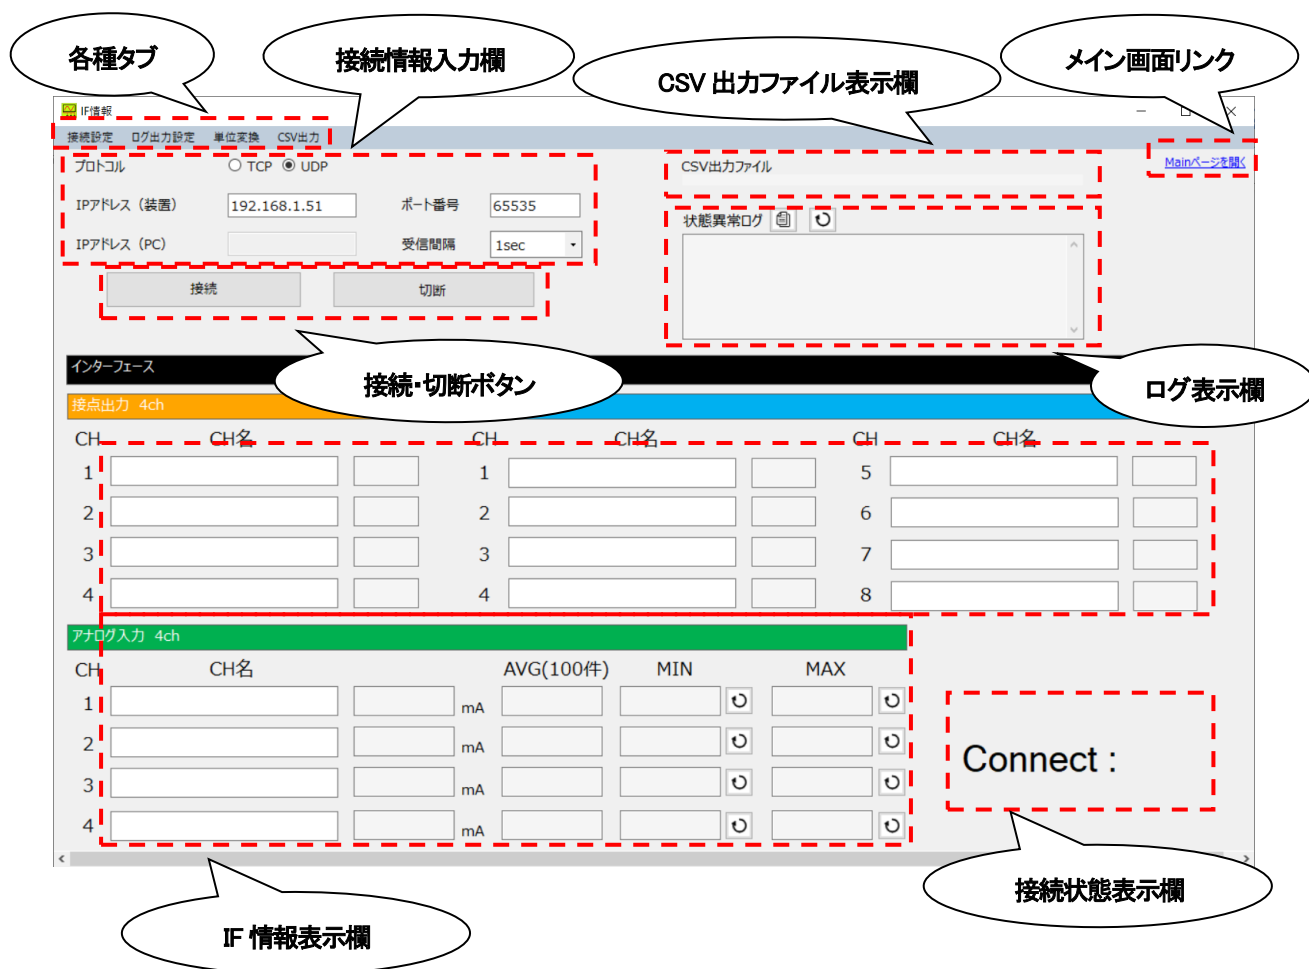 各種タブ
接続情報入力欄
CSV 出力ファイル表示欄
メイン画面リンク
IF情報
接続設定 ログ出力設定 単位変換 CSV出力
プロトコル TCP UDP
CSV出力ファイル
Mainページを開く
IPアドレス（装置） 192.168.1.51 ポート番号 65535
状態異常ログ
IPアドレス（PC） 受信間隔 1sec
接続 切断
インターフェース
接続・切断ボタン
ログ表示欄
接点出力 4ch
CH CH名 CH CH名 CH CH名
1 1 5
2 2 6
3 3 7
4 4 8
アナログ入力 4ch
CH CH名 AVG(100件) MIN MAX
1 mA
2 mA
3 mA
4 mA
Connect :
接続状態表示欄
IF 情報表示欄